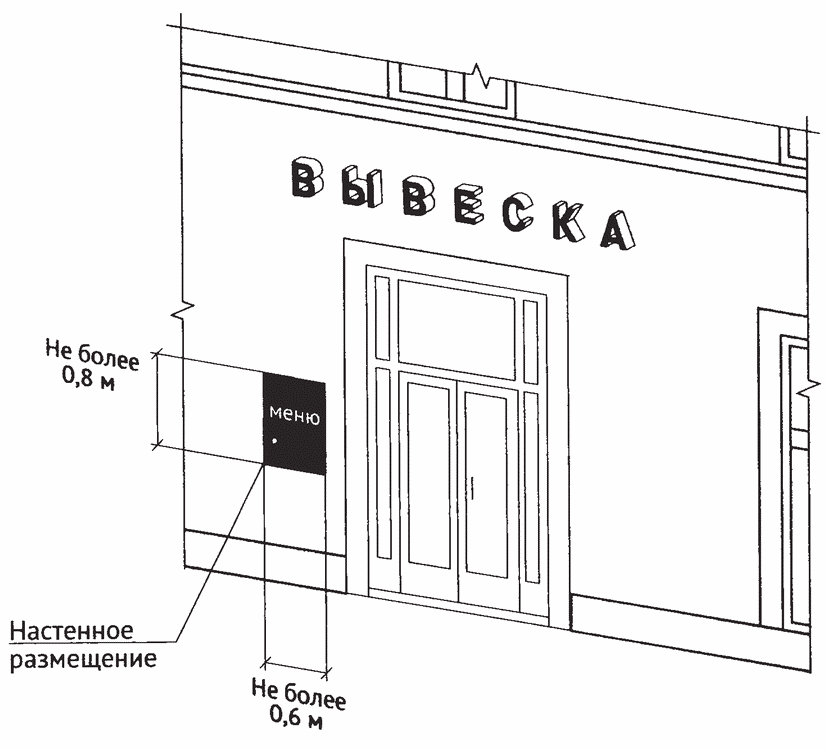 ВЫВЕСКА
Не более
0,8 м
меню
Настенное
размещение
Не более
0,6 м